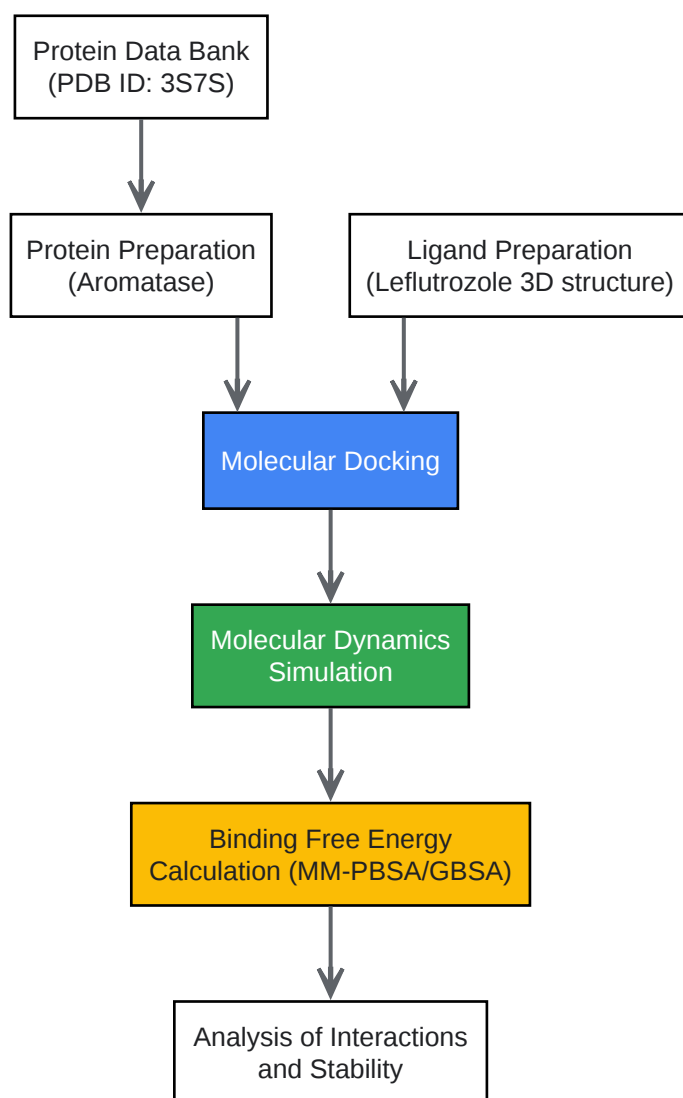 Protein Data Bank
(PDB ID: 3S7S)
Protein Preparation
(Aromatase)
Ligand Preparation
(Leflutrozole 3D structure)
Molecular Docking
Molecular Dynamics
Simulation
Binding Free Energy
Calculation (MM-PBSA/GBSA)
Analysis of Interactions
and Stability